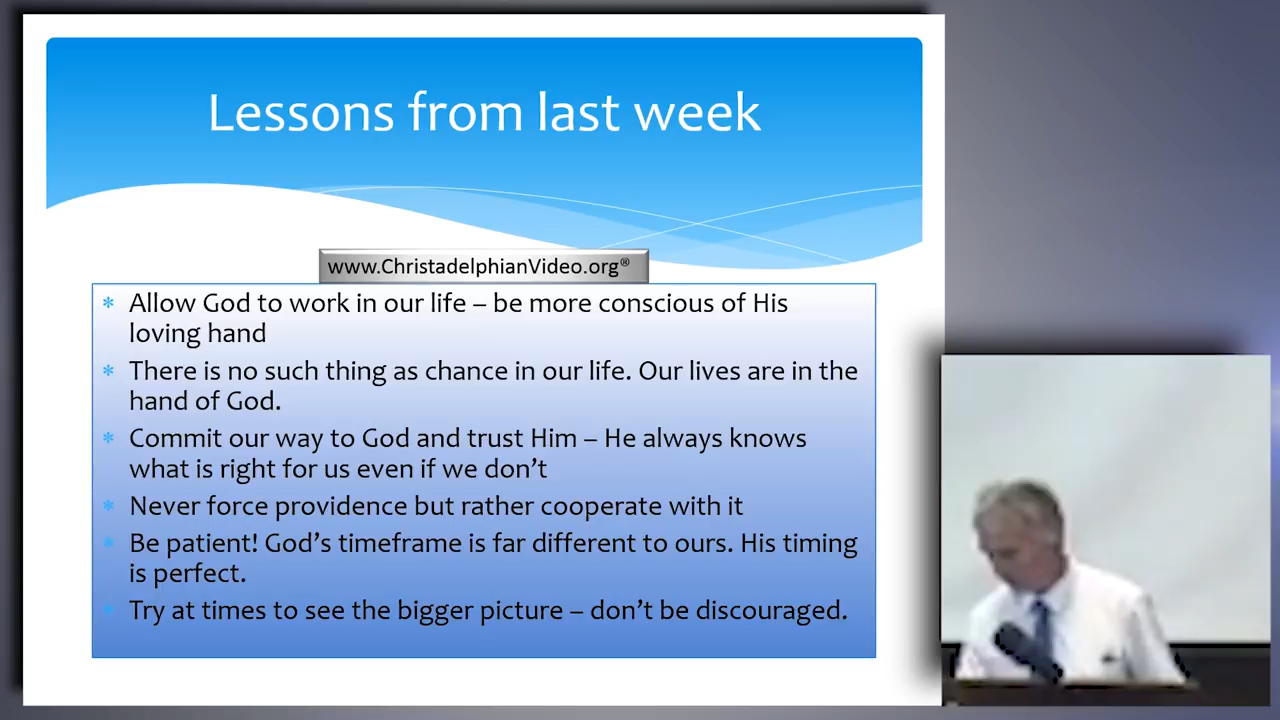 Lessons from last week
www.ChristadelphianVideo.org®
* Allow God to work in our life – be more conscious of His
loving hand
* There is no such thing as chance in our life. Our lives are in the
hand of God.
* Commit our way to God and trust Him – He always knows
what is right for us even if we don’t
* Never force providence but rather cooperate with it
* Be patient! God’s timeframe is far different to ours. His timing
is perfect.
* Try at times to see the bigger picture – don’t be discouraged.